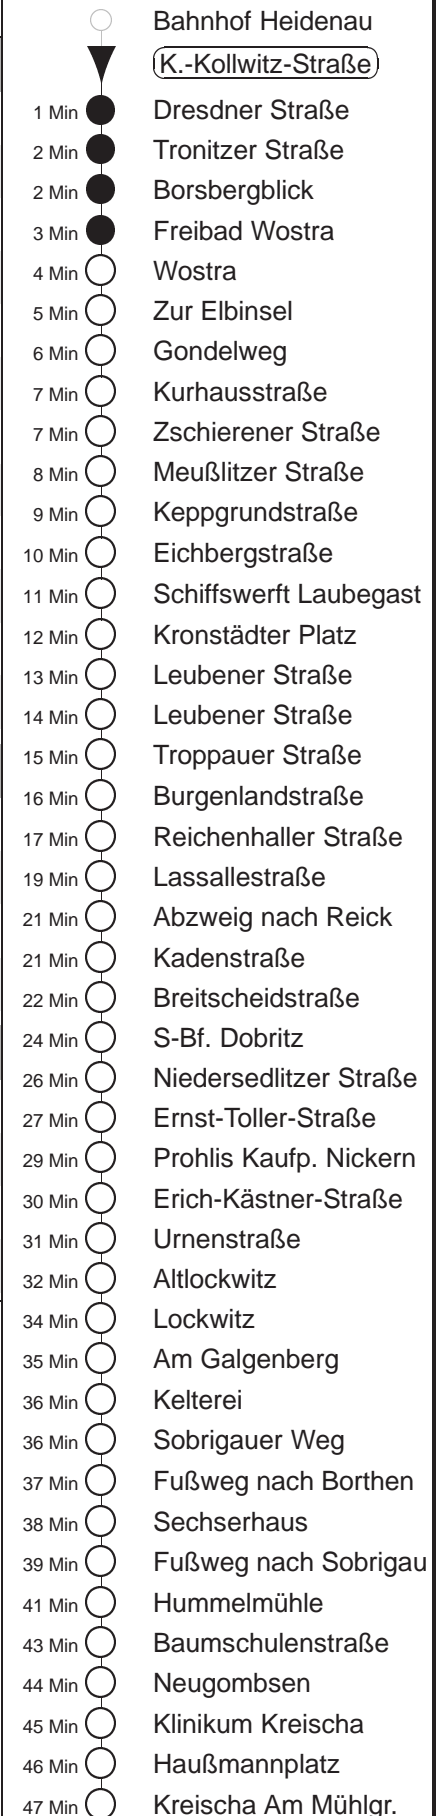 Bahnhof Heidenau
K.-Kollwitz-Straße
1 Min Dresdner Straße
2 Min Tronitzer Straße
2 Min Borsbergblick
3 Min Freibad Wostra
4 Min Wostra
5 Min Zur Elbinsel
6 Min Gondelweg
7 Min Kurhausstraße
7 Min Zschierener Straße
8 Min Meußlitzer Straße
9 Min Keppgrundstraße
10 Min Eichbergstraße
11 Min Schiffswerft Laubegast
12 Min Kronstädter Platz
13 Min Leubener Straße
14 Min Leubener Straße
15 Min Troppauer Straße
16 Min Burgenlandstraße
17 Min Reichenhaller Straße
19 Min Lassallestraße
21 Min Abzweig nach Reick
21 Min Kadenstraße
22 Min Breitscheidstraße
24 Min S-Bf. Dobritz
26 Min Niedersedlitzer Straße
27 Min Ernst-Toller-Straße
29 Min Prohlis Kaufp. Nickern
30 Min Erich-Kästner-Straße
31 Min Urnenstraße
32 Min Altlockwitz
34 Min Lockwitz
35 Min Am Galgenberg
36 Min Kelterei
36 Min Sobrigauer Weg
37 Min Fußweg nach Borthen
38 Min Sechserhaus
39 Min Fußweg nach Sobrigau
41 Min Hummelmühle
43 Min Baumschulenstraße
44 Min Neugombsen
45 Min Klinikum Kreischa
46 Min Haußmannplatz
47 Min Kreischa Am Mühlgr.